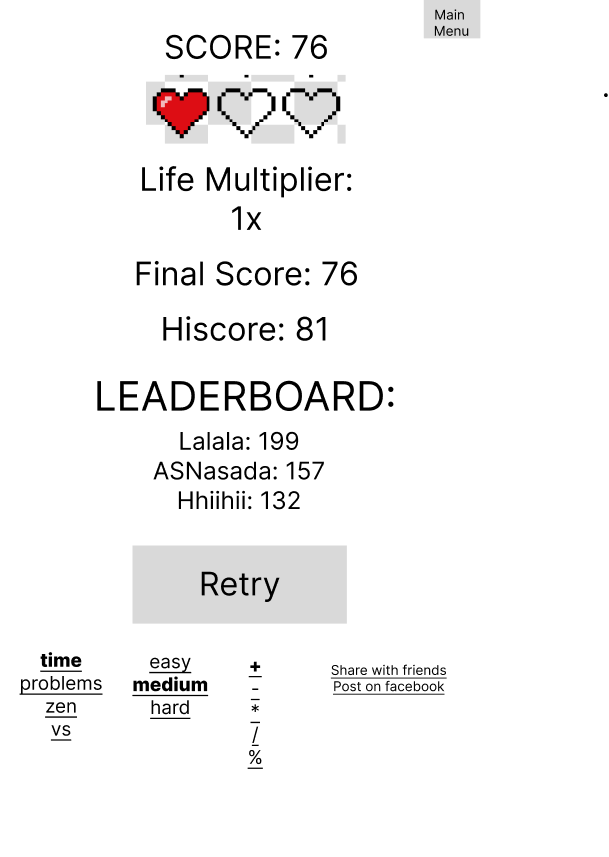 Main
Menu
SCORE: 76
Life Multiplier:
1x
Final Score: 76
Hiscore: 81
LEADERBOARD:
Lalala: 199
ASNasada: 157
Hhiihii: 132
Retry
time
problems
zen
vs
easy
medium
hard
+
-
*
/
%
Share with friends
Post on facebook